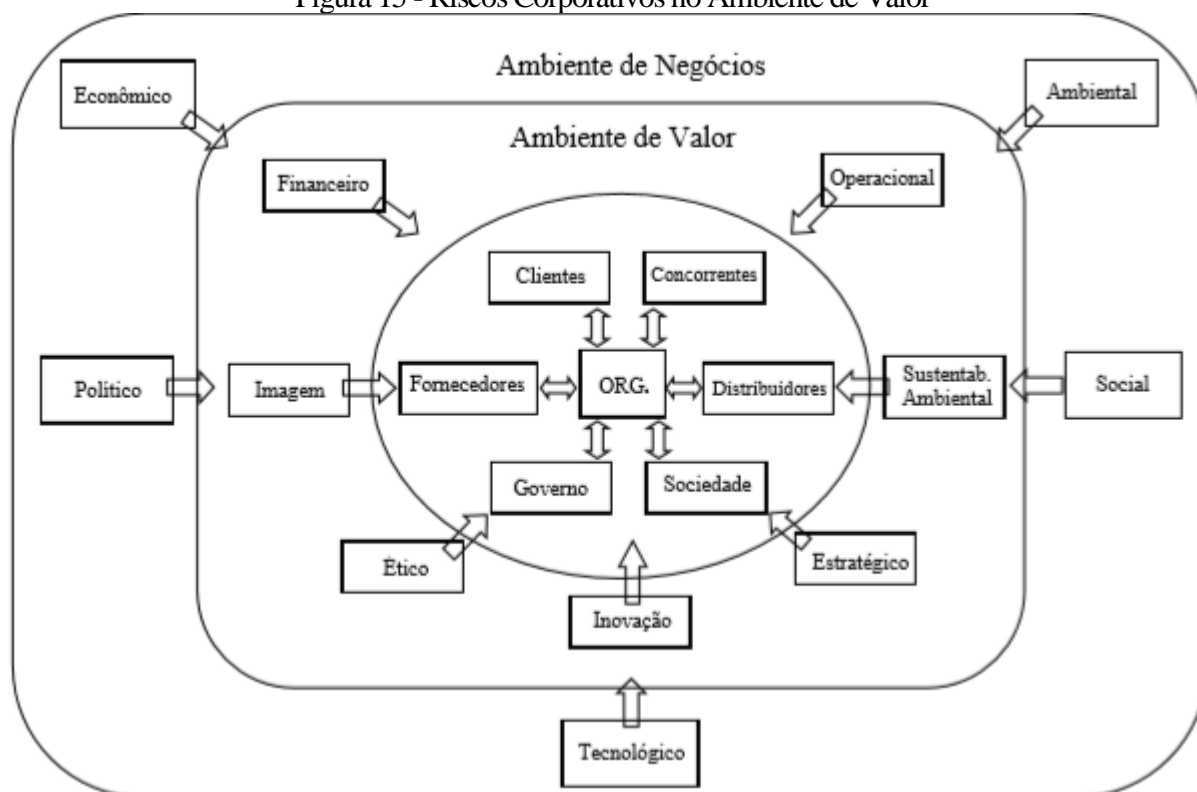 Figura 15 - Riscos Corporativos no Ambiente de Valor
Ambiente de Negócios
Econômico
Ambiental
Ambiente de Valor
Financeiro
Operacional
Clientes
Concorrentes
Político
Imagem
Fornecedores
ORG.
Distribuidores
Sustentab.
Ambiental
Social
Governo
Sociedade
Ético
Estratégico
Inovação
Tecnológico